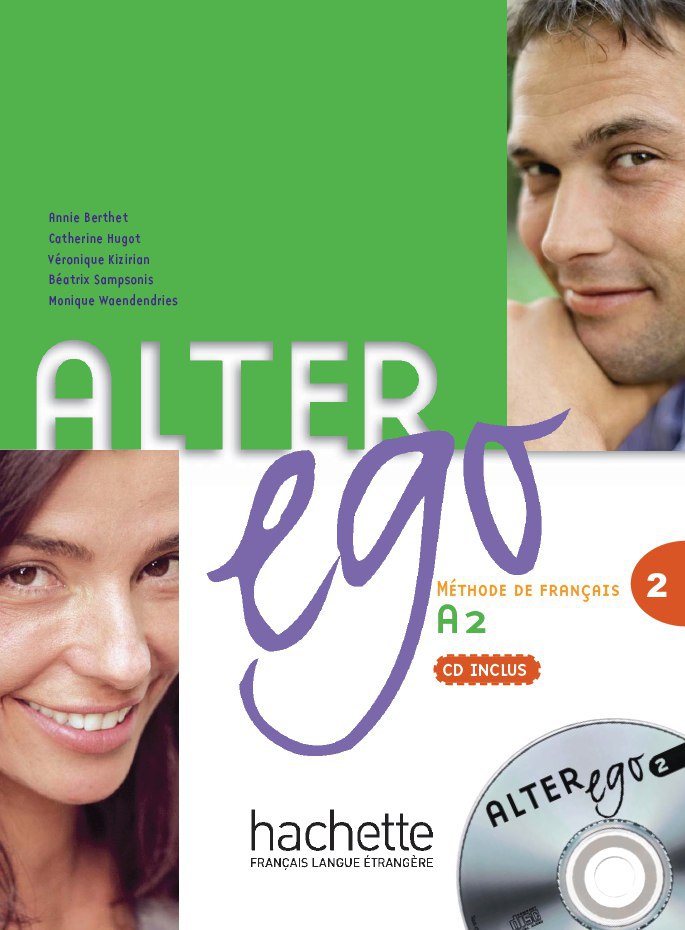 Annie Berthet
Catherine Hugot
Véronique Kizirian
Béatrix Sampsonis
Monique Waendendries
ALTER
ego
MÉTHODE DE FRANÇAIS 2
A2
CD INCLUS
ALTER ego 2
hachette
FRANÇAIS LANGUE ÉTRANGÈRE